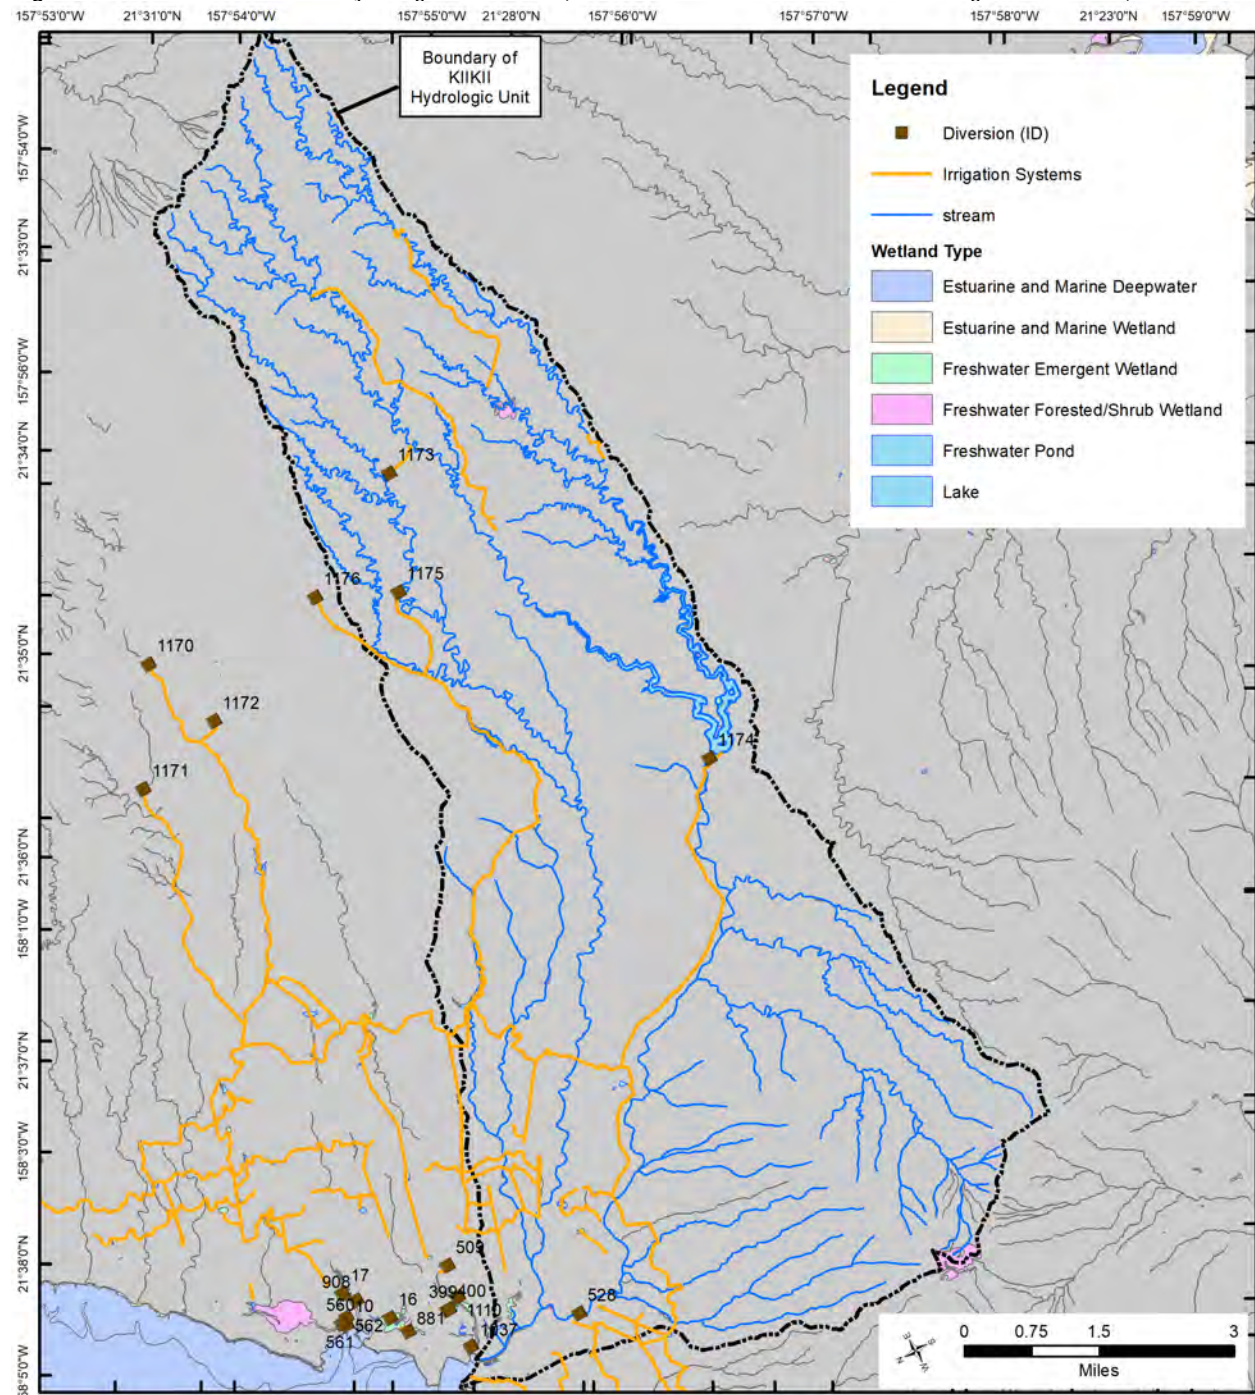 157°53'0"W
21°31'0"N
157°54'0"W
157°55'0"W
21°28'0"N
157°56'0"W
157°57'0"W
157°58'0"W
21°23'0"N
157°59'0"W
Boundary of
KIIKII
Hydrologic Unit
Legend
Diversion (ID)
Irrigation Systems
stream
Wetland Type
Estuarine and Marine Deepwater
Estuarine and Marine Wetland
Freshwater Emergent Wetland
Freshwater Forested/Shrub Wetland
Freshwater Pond
Lake
157°54'0"W
21°33'0"N
157°56'0"W
21°34'0"N
21°35'0"N
21°36'0"N
158°1'0"W
21°37'0"N
158°3'0"W
21°38'0"N
58°5'0"W
1173
1176
1175
1170
1172
1171
1174
509
908
17
399
400
528
560
10
16
1110
562
881
561
1037
0 0.75 1.5 3
Miles
N
E
S
W